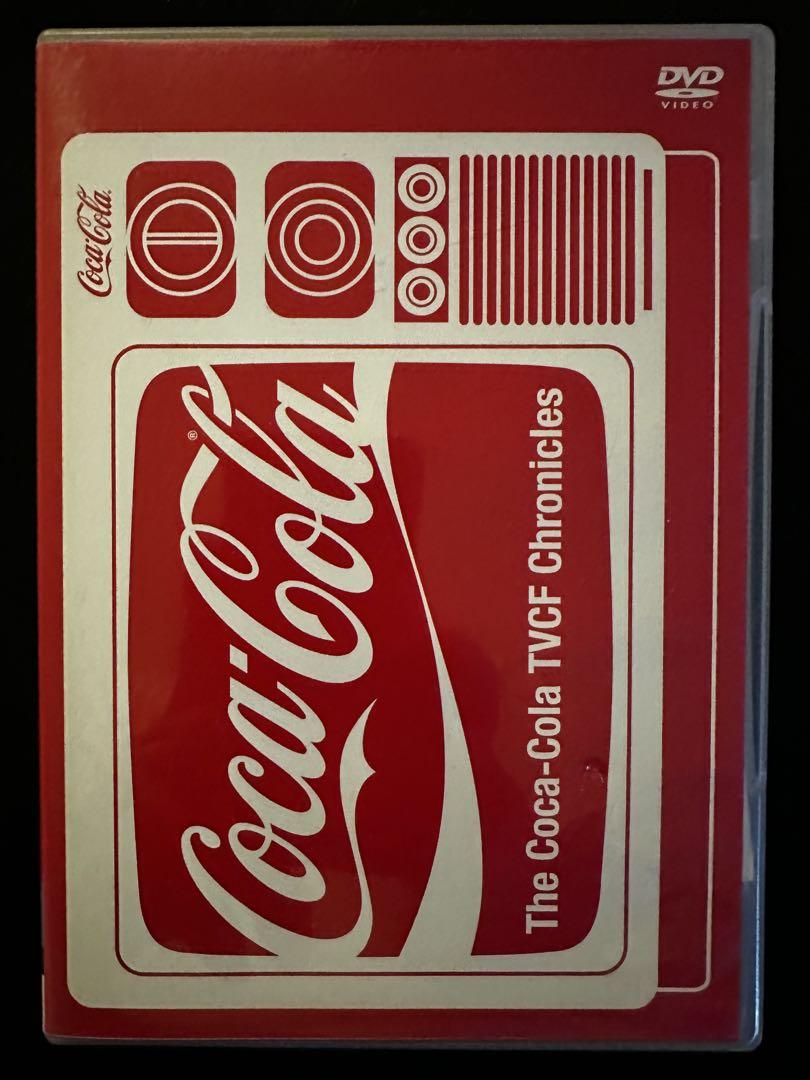 DVD
VIDEO
Coca-Cola
Coca-Cola®
The Coca-Cola TVCF Chronicles